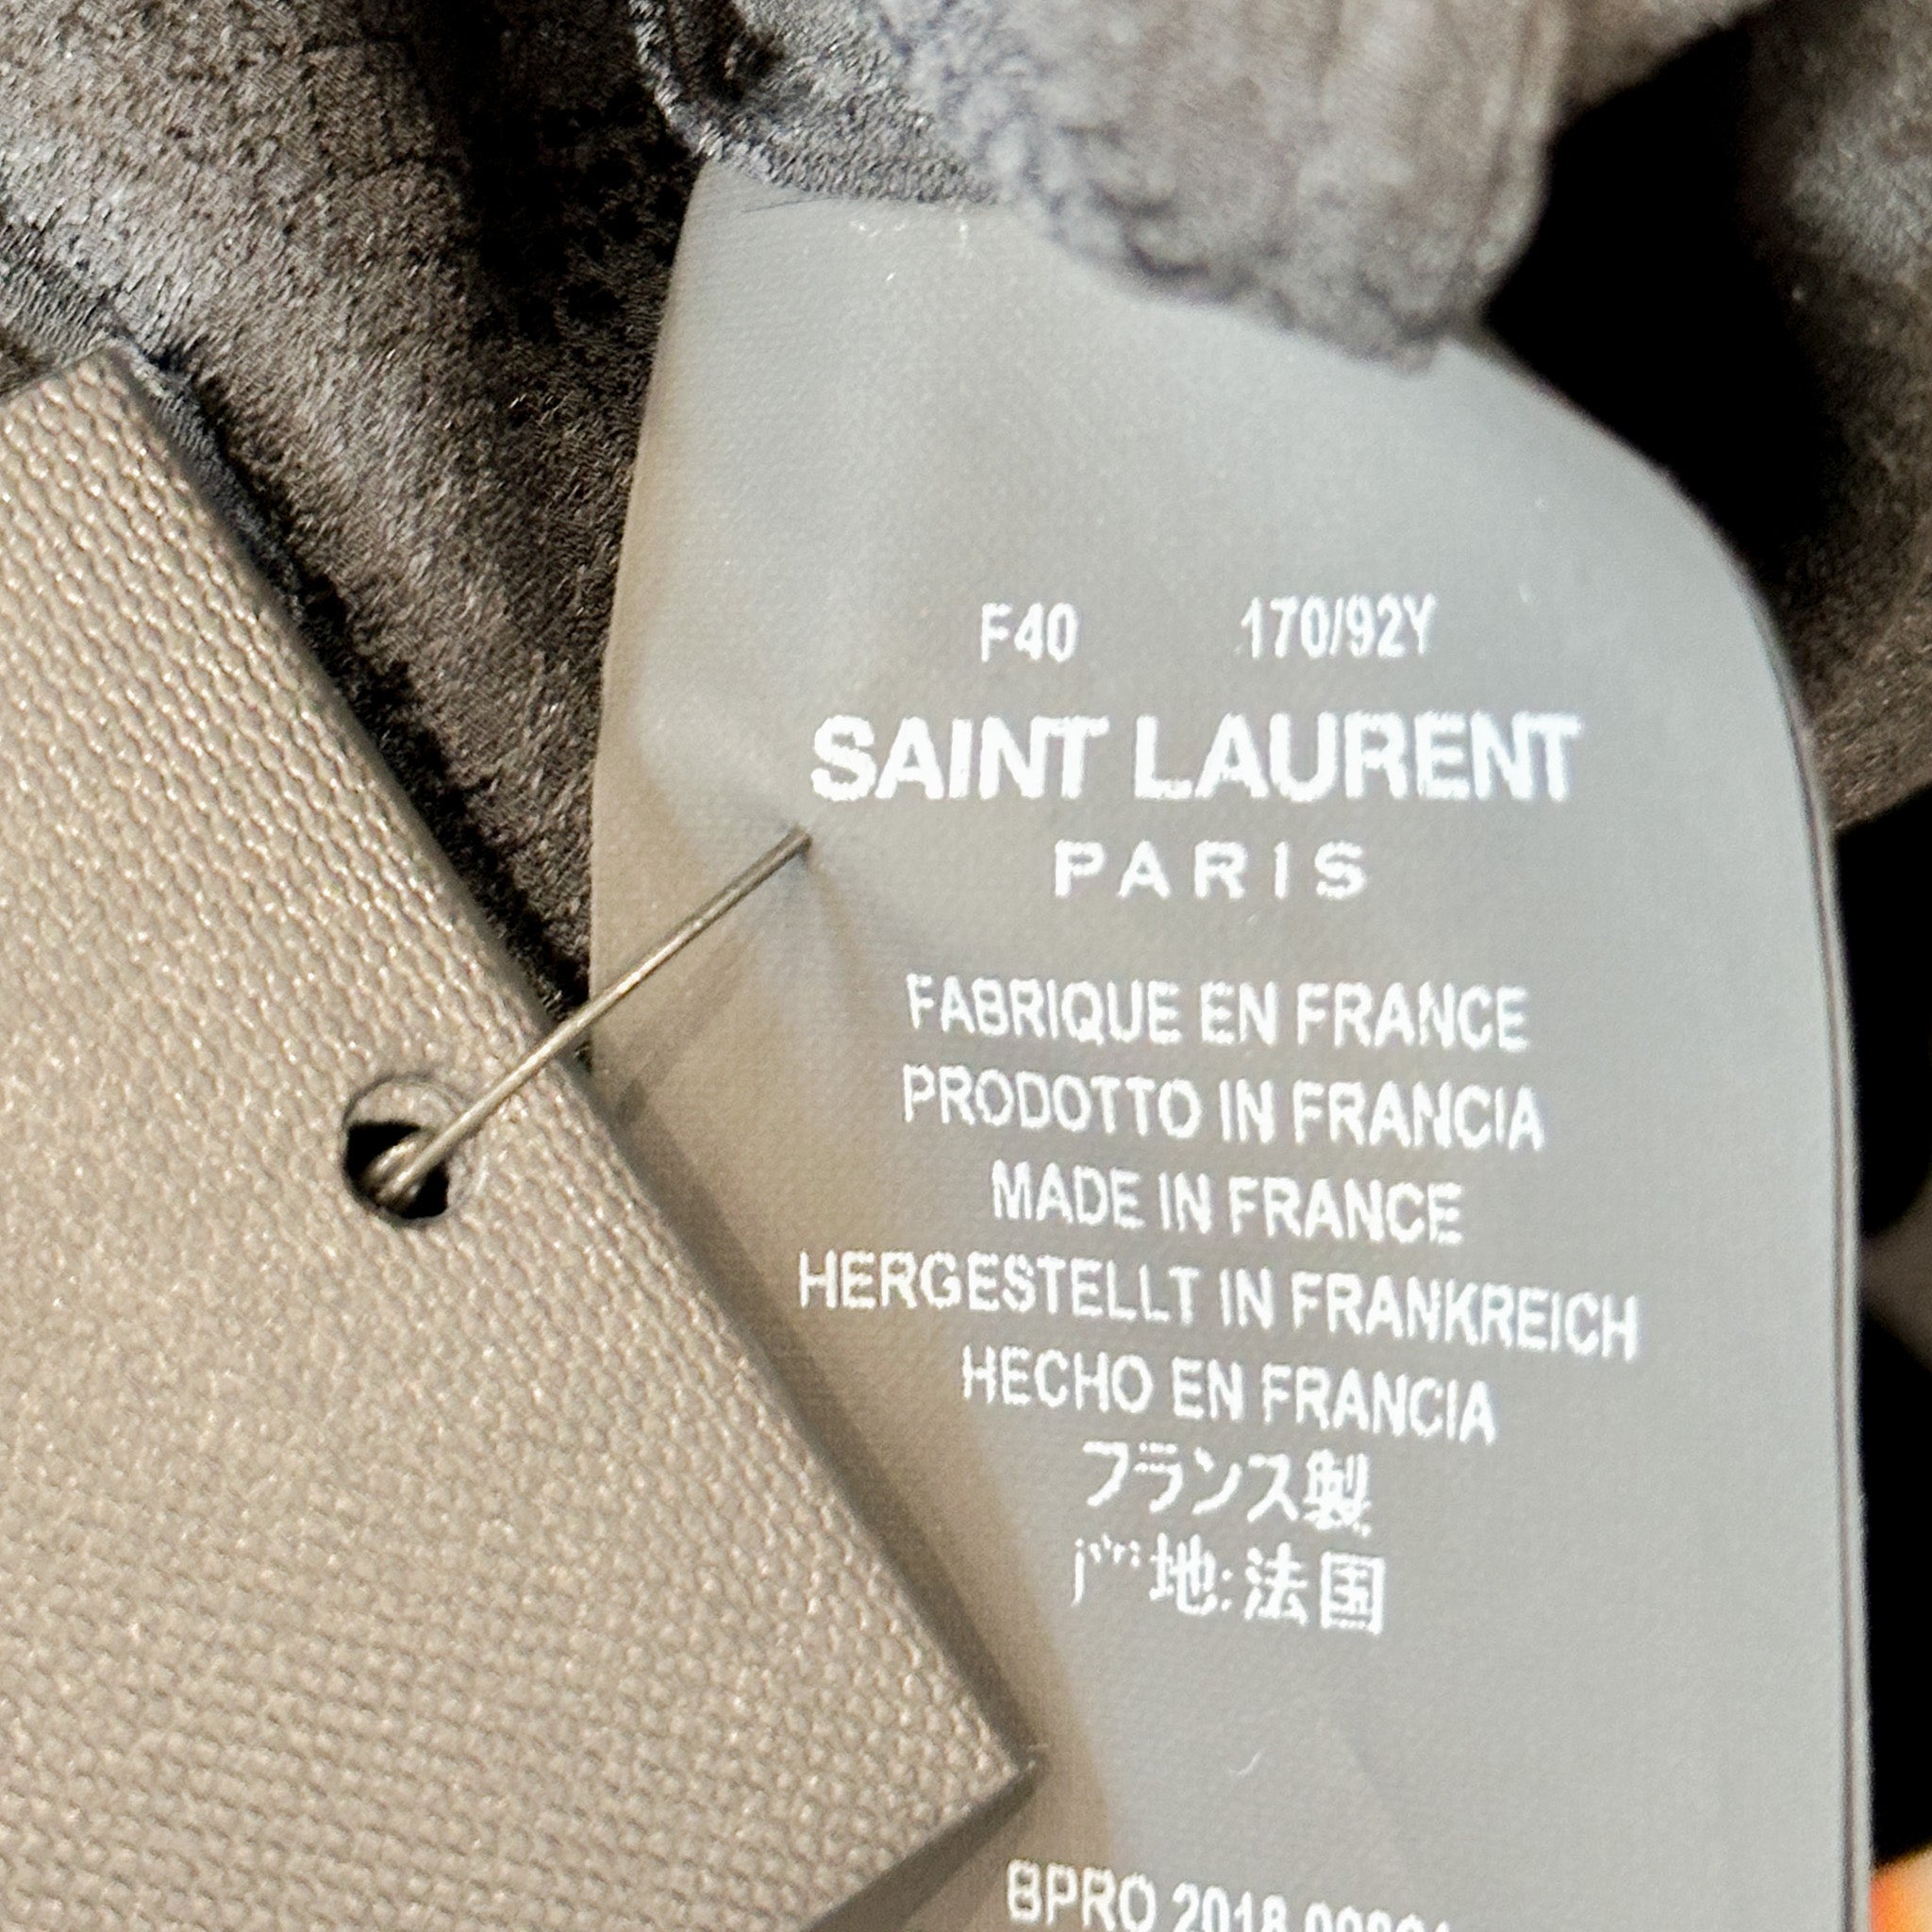 F40 170/92Y
SAINT LAURENT
PARIS
FABRIQUE EN FRANCE
PRODOTTO IN FRANCIA
MADE IN FRANCE
HERGESTELLT IN FRANKREICH
HECHO EN FRANCIA
フランス製
产地:法国
BPRO 2018